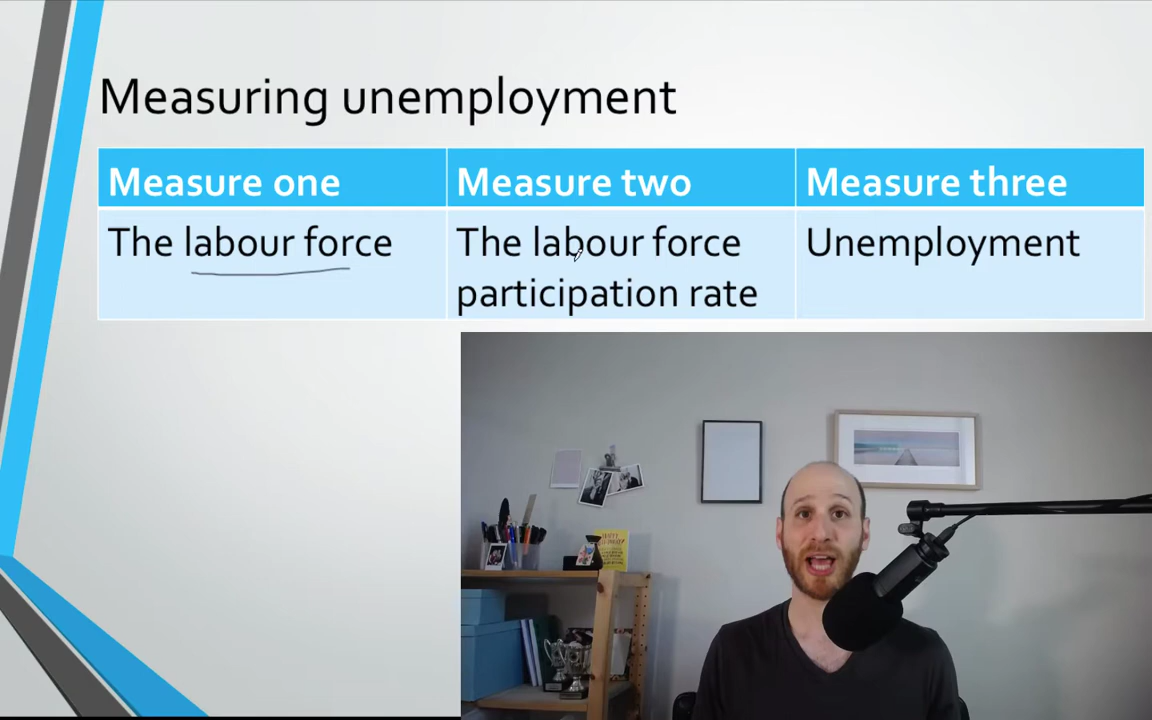 Measuring unemployment
Measure one
Measure two
Measure three
The labour force
The labour force
participation rate
Unemployment